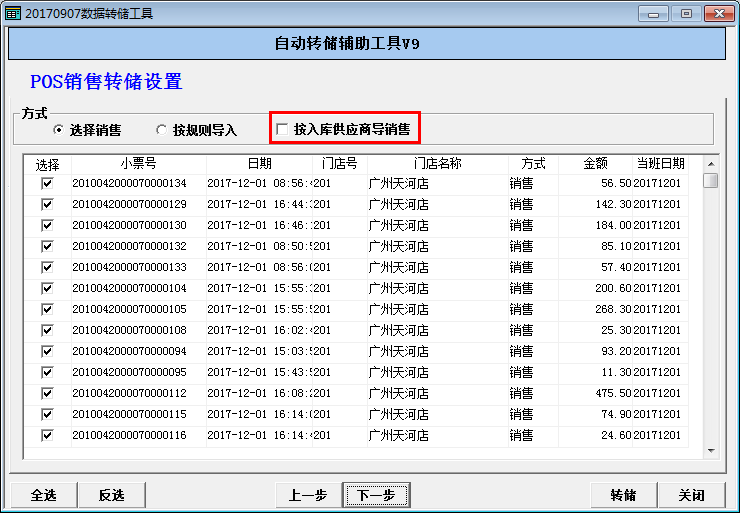 20170907数据转储工具
自动转储辅助工具V9
POS销售转储设置
方式
选择销售 按规则导入 按入库供应商导销售
选择 小票号 日期 门店号 门店名称 方式 金额 当班日期
2010042000070000134 2017-12-01 08:56: 201 广州天河店 销售 56.50 20171201
2010042000070000129 2017-12-01 16:44: 201 广州天河店 销售 142.30 20171201
2010042000070000130 2017-12-01 16:46: 201 广州天河店 销售 184.00 20171201
2010042000070000132 2017-12-01 08:50: 201 广州天河店 销售 85.10 20171201
2010042000070000133 2017-12-01 08:56: 201 广州天河店 销售 57.40 20171201
2010042000070000104 2017-12-01 15:55: 201 广州天河店 销售 200.60 20171201
2010042000070000105 2017-12-01 15:55: 201 广州天河店 销售 268.30 20171201
2010042000070000108 2017-12-01 16:02: 201 广州天河店 销售 25.30 20171201
2010042000070000094 2017-12-01 15:03: 201 广州天河店 销售 93.20 20171201
2010042000070000095 2017-12-01 15:43: 201 广州天河店 销售 11.30 20171201
2010042000070000112 2017-12-01 16:08: 201 广州天河店 销售 475.50 20171201
2010042000070000115 2017-12-01 16:14: 201 广州天河店 销售 74.90 20171201
2010042000070000116 2017-12-01 16:14: 201 广州天河店 销售 24.60 20171201
全选 反选 上一步 下一步 转储 关闭